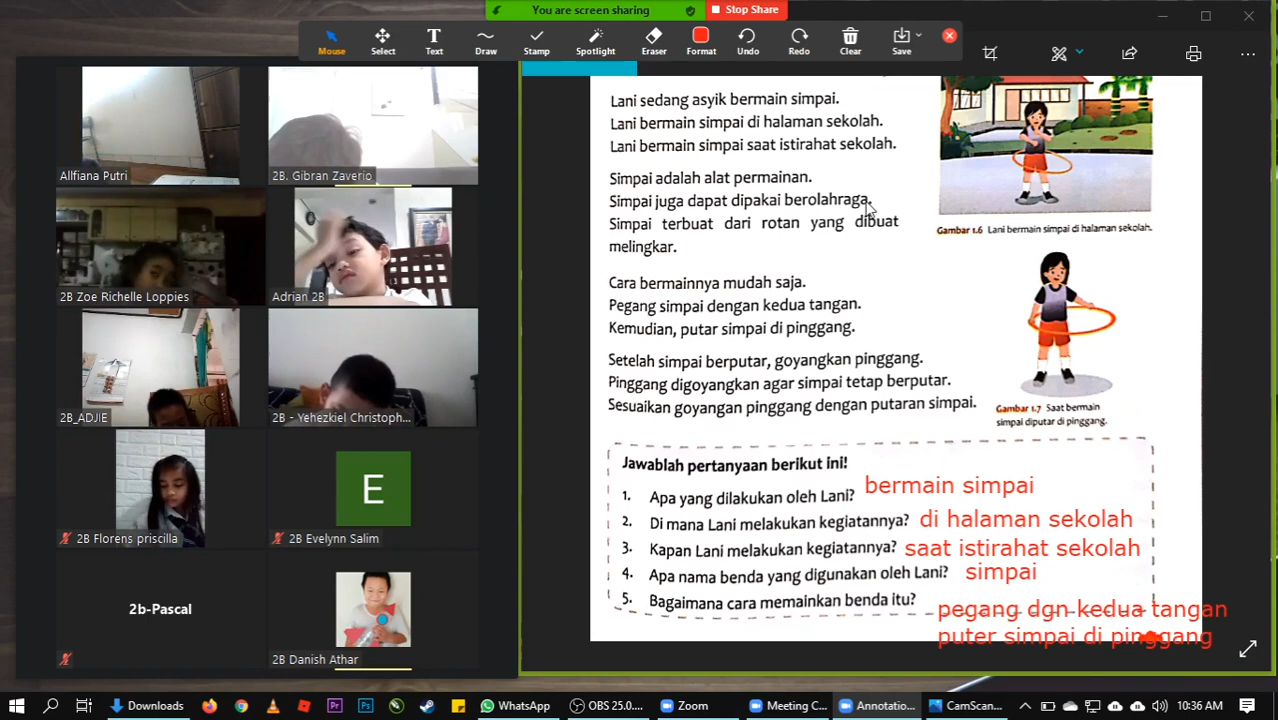 You are screen sharing
Stop Share
Mouse
Select
Text
Draw
Stamp
Spotlight
Eraser
Format
Undo
Redo
Clear
Save
Allfiana Putri
2B. Gibran Zaverio
2B Zoe Richelle Loppies
Adrian 2B
2B_ADJIE
2B - Yehezkiel Christoph...
2B Florens priscilla
E
2B Evelynn Salim
2b-Pascal
2B Danish Athar
Lani sedang asyik bermain simpai.
Lani bermain simpai di halaman sekolah.
Lani bermain simpai saat istirahat sekolah.
Simpai adalah alat permainan.
Simpai juga dapat dipakai berolahraga.
Simpai terbuat dari rotan yang dibuat
melingkar.
Gambar 1.6 Lani bermain simpai di halaman sekolah.
Cara bermainnya mudah saja.
Pegang simpai dengan kedua tangan.
Kemudian, putar simpai di pinggang.
Setelah simpai berputar, goyangkan pinggang.
Pinggang digoyangkan agar simpai tetap berputar.
Sesuaikan goyangan pinggang dengan putaran simpai.
Gambar 1.7 Saat bermain
simpai diputar di pinggang.
Jawablah pertanyaan berikut ini!
1. Apa yang dilakukan oleh Lani? bermain simpai
2. Di mana Lani melakukan kegiatannya? di halaman sekolah
3. Kapan Lani melakukan kegiatannya? saat istirahat sekolah
4. Apa nama benda yang digunakan oleh Lani? simpai
5. Bagaimana cara memainkan benda itu? pegang dgn kedua tangan
puter simpai di pinggang
Downloads
Pr
Ps
WhatsApp
OBS 25.0....
Zoom
Meeting C...
Annotatio...
CamScan...
10:36 AM